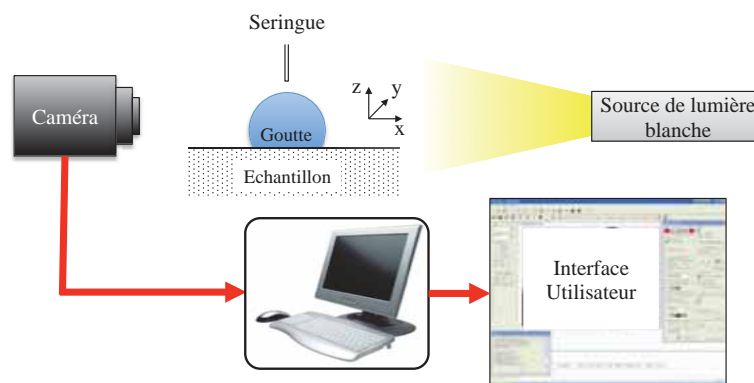 Seringue
Caméra
Goutte
Echantillon
z
y
x
Source de lumière
blanche
Interface
Utilisateur